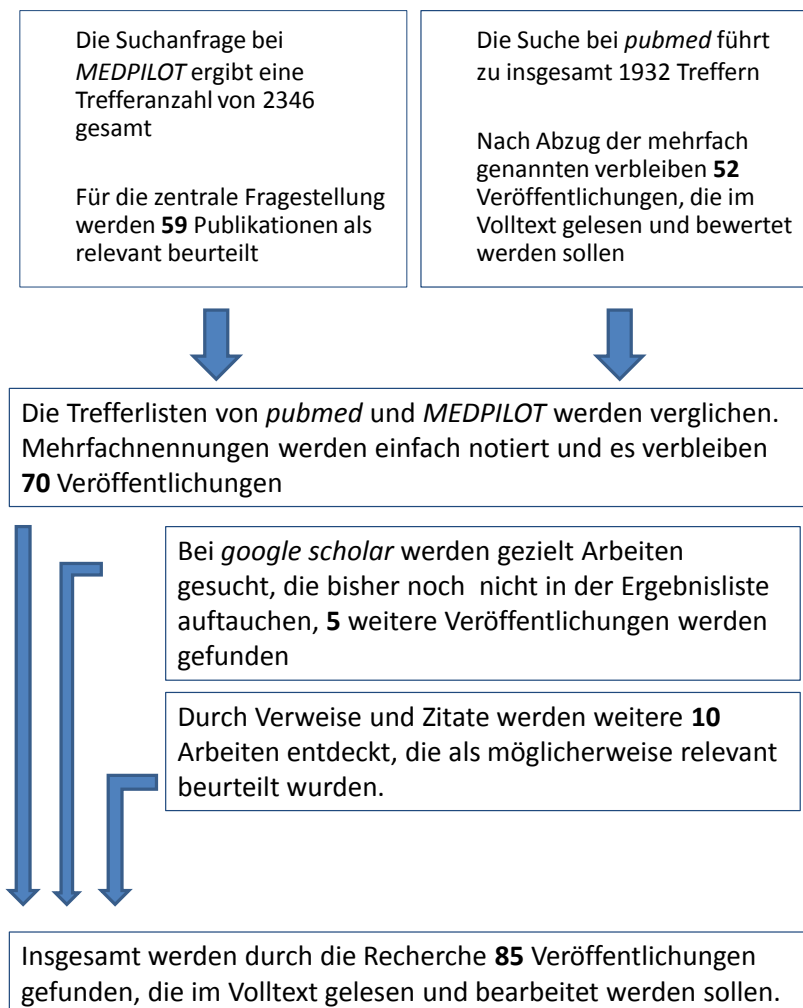 Die Suchanfrage bei
MEDPILOT ergibt eine
Trefferanzahl von 2346
gesamt
Für die zentrale Fragestellung
werden 59 Publikationen als
relevant beurteilt
Die Suche bei pubmed führt
zu insgesamt 1932 Treffern
Nach Abzug der mehrfach
genannten verbleiben 52
Veröffentlichungen, die im
Volltext gelesen und bewertet
werden sollen
Die Trefferlisten von pubmed und MEDPILOT werden verglichen.
Mehrfachnennungen werden einfach notiert und es verbleiben
70 Veröffentlichungen
Bei google scholar werden gezielt Arbeiten
gesucht, die bisher noch nicht in der Ergebnisliste
auftauchen, 5 weitere Veröffentlichungen werden
gefunden
Durch Verweise und Zitate werden weitere 10
Arbeiten entdeckt, die als möglicherweise relevant
beurteilt wurden.
Insgesamt werden durch die Recherche 85 Veröffentlichungen
gefunden, die im Volltext gelesen und bearbeitet werden sollen.